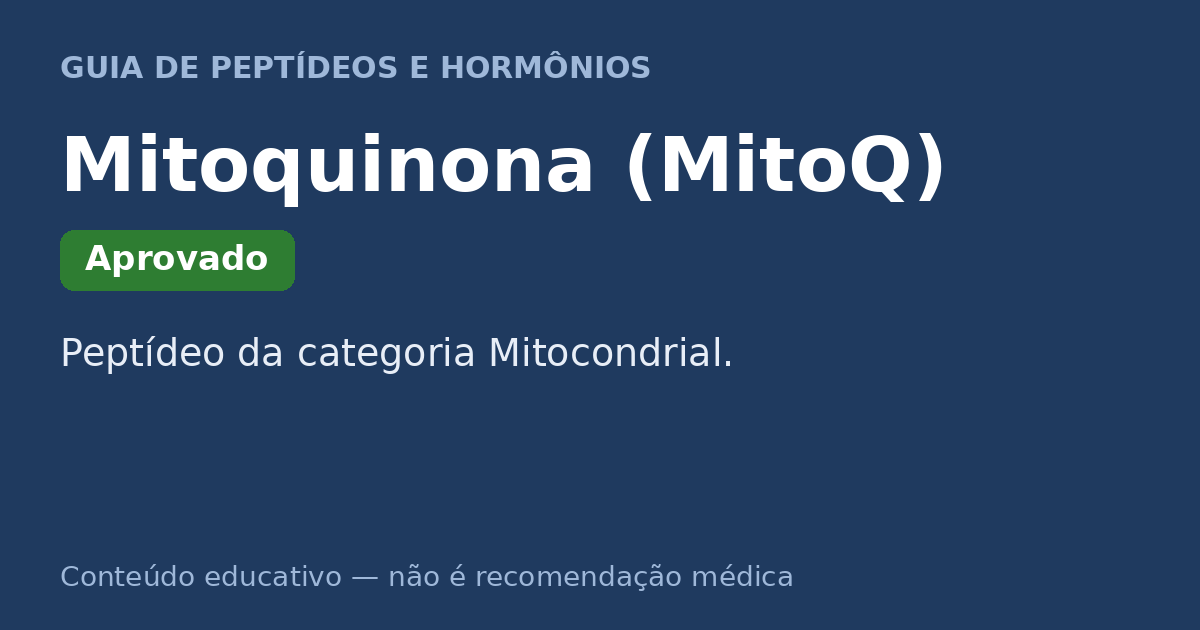 GUIA DE PEPTÍDEOS E HORMÔNIOS
Mitoquinona (MitoQ)
Aprovado
Peptídeo da categoria Mitocondrial.
Conteúdo educativo — não é recomendação médica